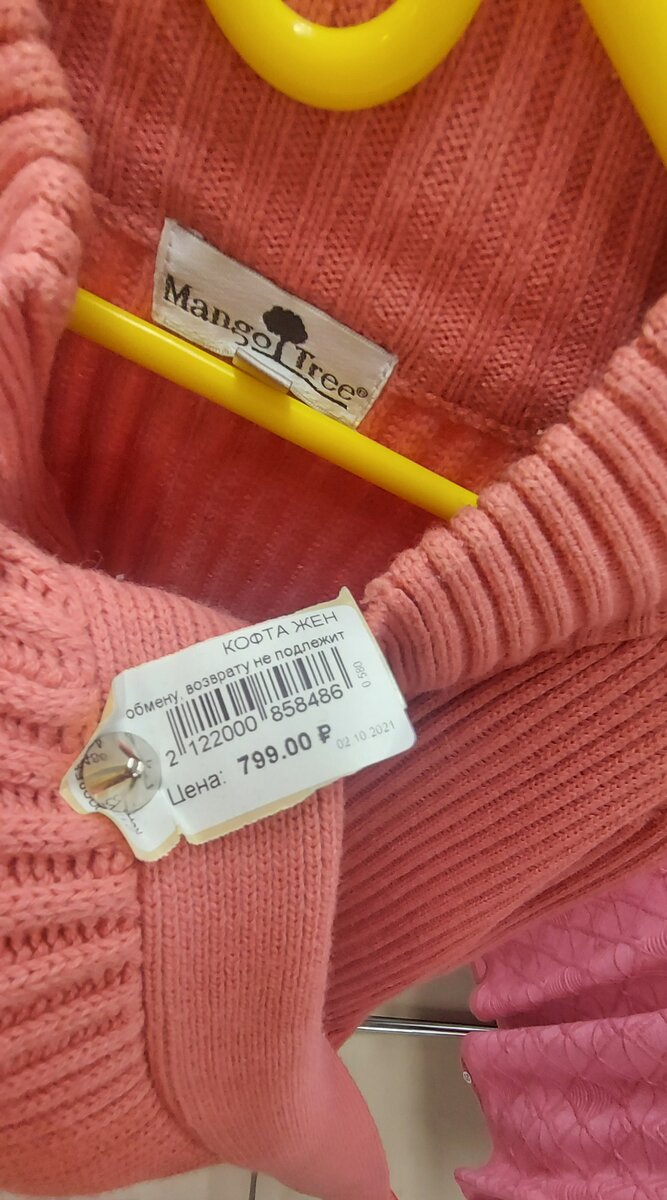 Mango Tree®
КОФТА ЖЕН
обмену, возврату не подлежит
0.580
2 122000 858486
Цена: 799.00 ₽
02.10.2021